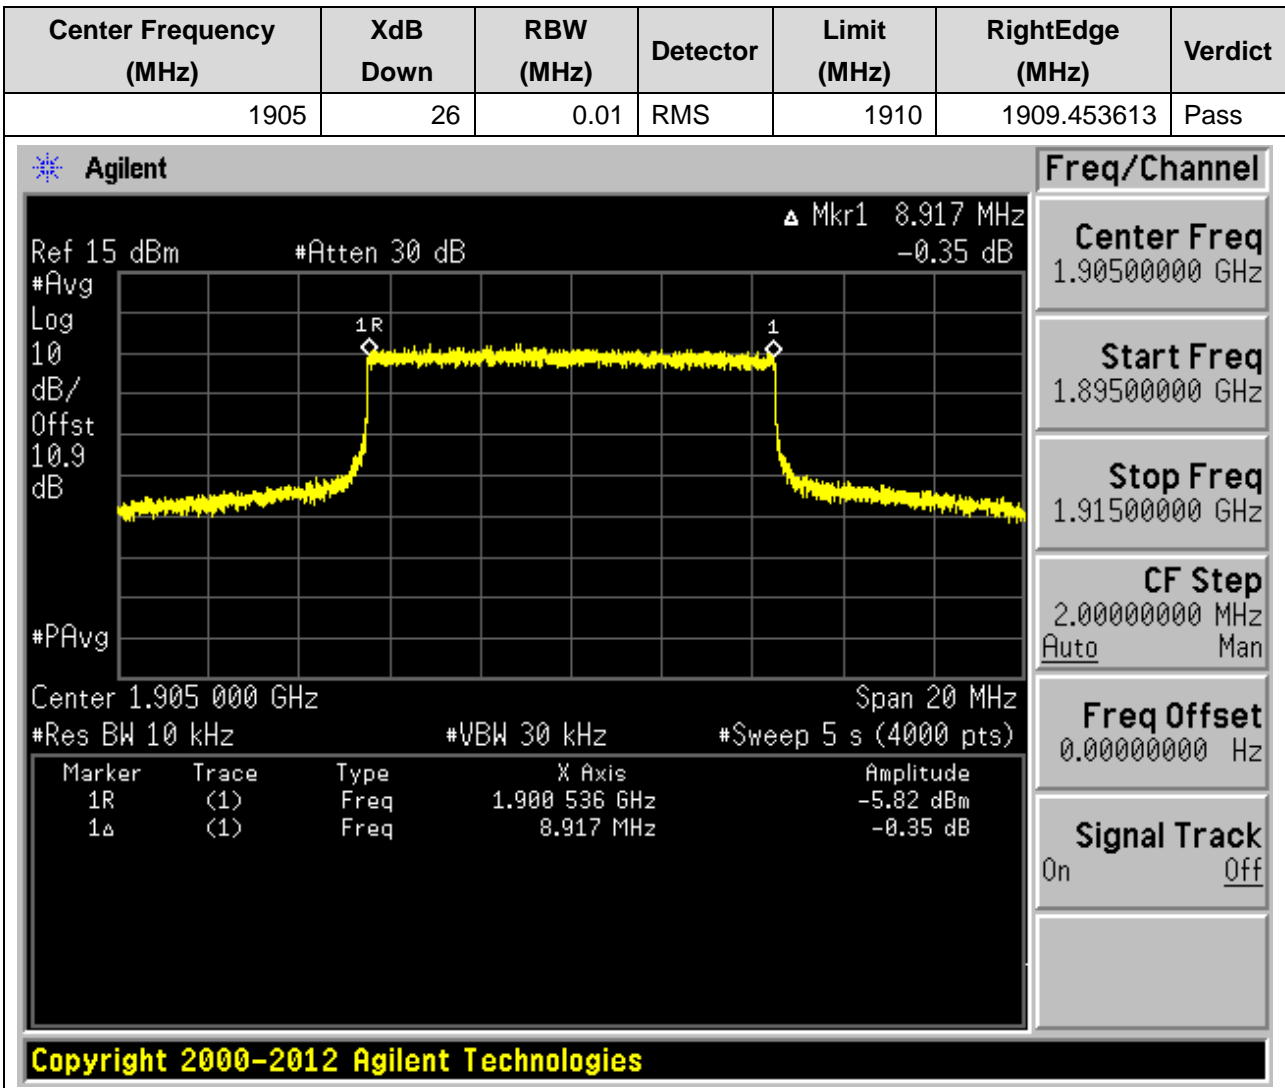 Center Frequency (MHz) XdB Down RBW (MHz) Detector Limit (MHz) RightEdge (MHz) Verdict
1905 26 0.01 RMS 1910 1909.453613 Pass
Agilent
Freq/Channel
Δ Mkr1 8.917 MHz
Ref 15 dBm #Atten 30 dB -0.35 dB
#Avg
Log
10
dB/
Offst
10.9
dB
#PAvg
1R
1
Center 1.905 000 GHz Span 20 MHz
#Res BW 10 kHz #VBW 30 kHz #Sweep 5 s (4000 pts)
Marker Trace Type X Axis Amplitude
1R (1) Freq 1.900 536 GHz -5.82 dBm
1Δ (1) Freq 8.917 MHz -0.35 dB
Center Freq
1.90500000 GHz
Start Freq
1.89500000 GHz
Stop Freq
1.91500000 GHz
CF Step
2.00000000 MHz
Auto Man
Freq Offset
0.00000000 Hz
Signal Track
On Off
Copyright 2000-2012 Agilent Technologies